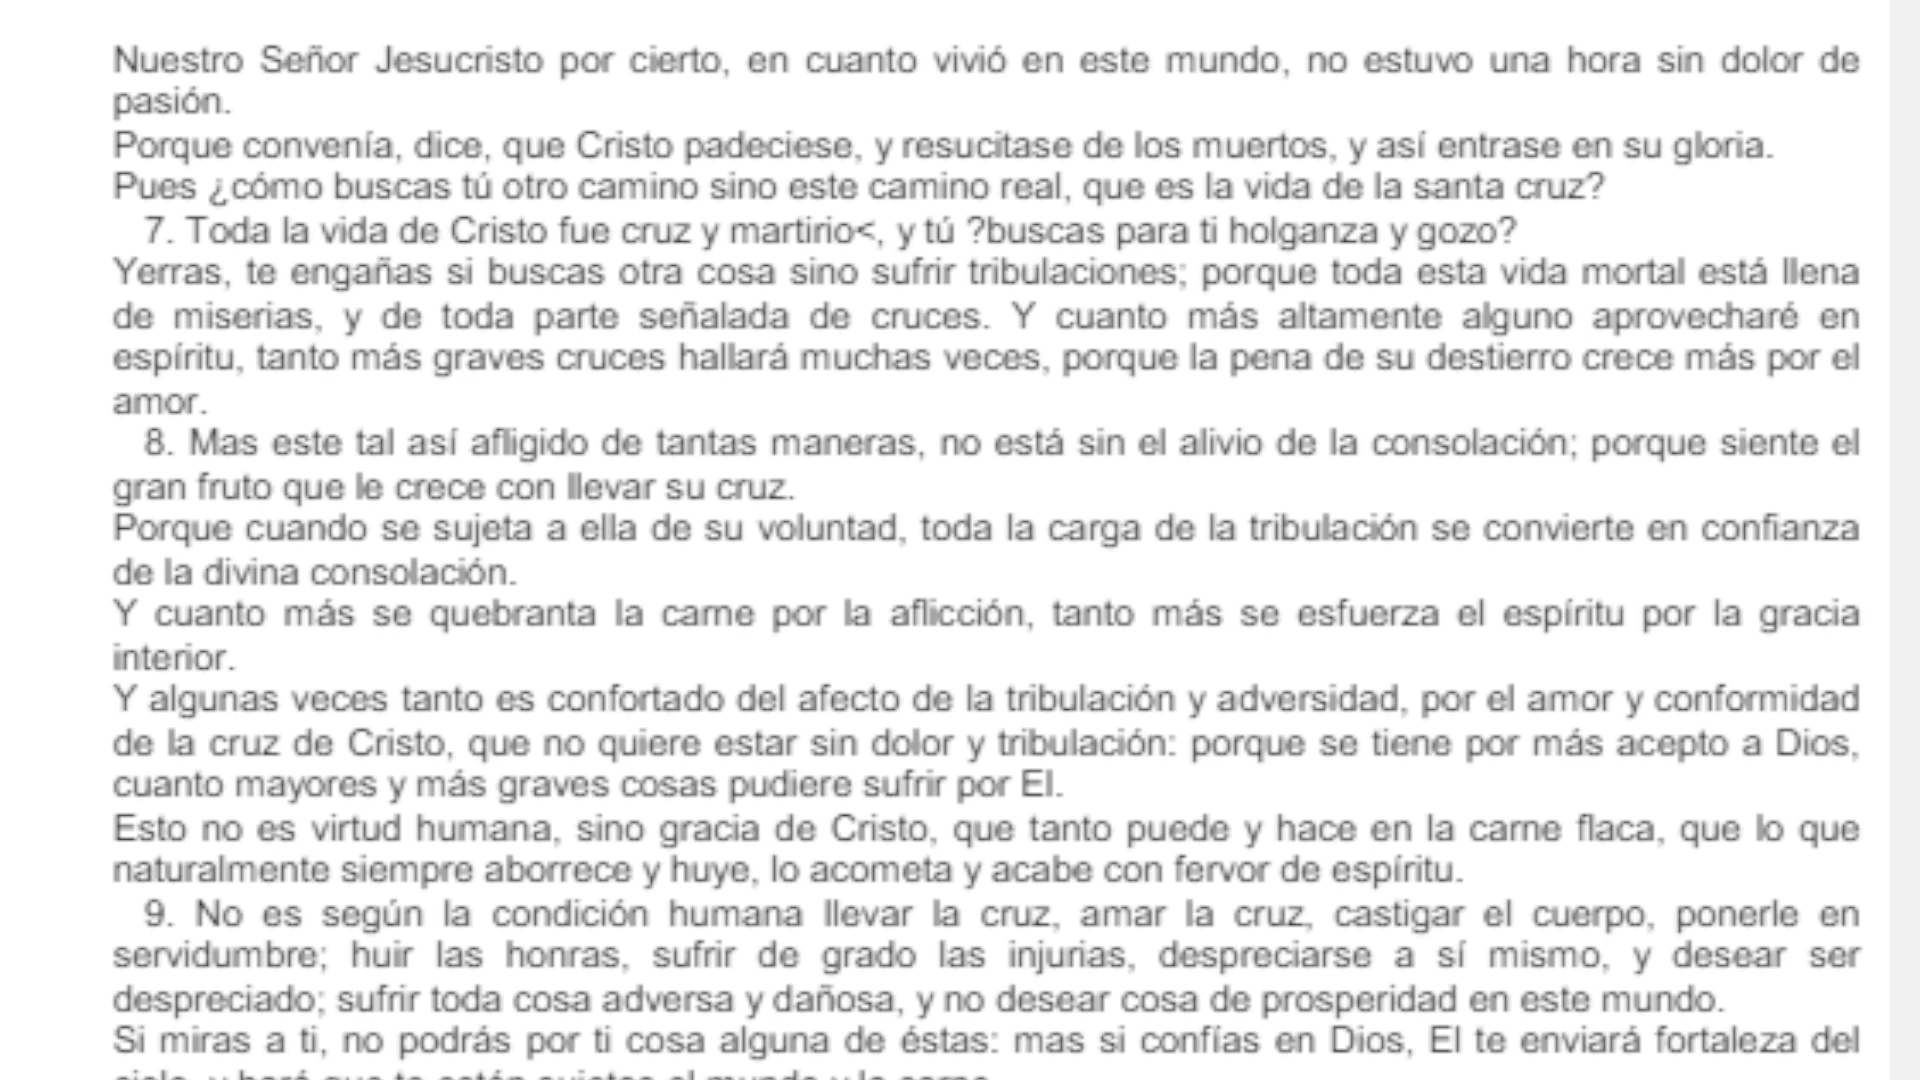 Nuestro Señor Jesucristo por cierto, en cuanto vivió en este mundo, no estuvo una hora sin dolor de
pasión.
Porque convenía, dice, que Cristo padeciese, y resucitase de los muertos, y así entrase en su gloria.
Pues ¿cómo buscas tú otro camino sino este camino real, que es la vida de la santa cruz?
7. Toda la vida de Cristo fue cruz y martirio<, y tú ?buscas para ti holganza y gozo?
Yerras, te engañas si buscas otra cosa sino sufrir tribulaciones; porque toda esta vida mortal está llena
de miserias, y de toda parte señalada de cruces. Y cuanto más altamente alguno aprovecharé en
espíritu, tanto más graves cruces hallará muchas veces, porque la pena de su destierro crece más por el
amor.
8. Mas este tal así afligido de tantas maneras, no está sin el alivio de la consolación; porque siente el
gran fruto que le crece con llevar su cruz.
Porque cuando se sujeta a ella de su voluntad, toda la carga de la tribulación se convierte en confianza
de la divina consolación.
Y cuanto más se quebranta la carne por la aflicción, tanto más se esfuerza el espíritu por la gracia
interior.
Y algunas veces tanto es confortado del afecto de la tribulación y adversidad, por el amor y conformidad
de la cruz de Cristo, que no quiere estar sin dolor y tribulación: porque se tiene por más acepto a Dios,
cuanto mayores y más graves cosas pudiere sufrir por El.
Esto no es virtud humana, sino gracia de Cristo, que tanto puede y hace en la carne flaca, que lo que
naturalmente siempre aborrece y huye, lo acometa y acabe con fervor de espíritu.
9. No es según la condición humana llevar la cruz, amar la cruz, castigar el cuerpo, ponerle en
servidumbre; huir las honras, sufrir de grado las injurias, despreciarse a sí mismo, y desear ser
despreciado; sufrir toda cosa adversa y dañosa, y no desear cosa de prosperidad en este mundo.
Si miras a ti, no podrás por ti cosa alguna de éstas: mas si confías en Dios, El te enviará fortaleza del